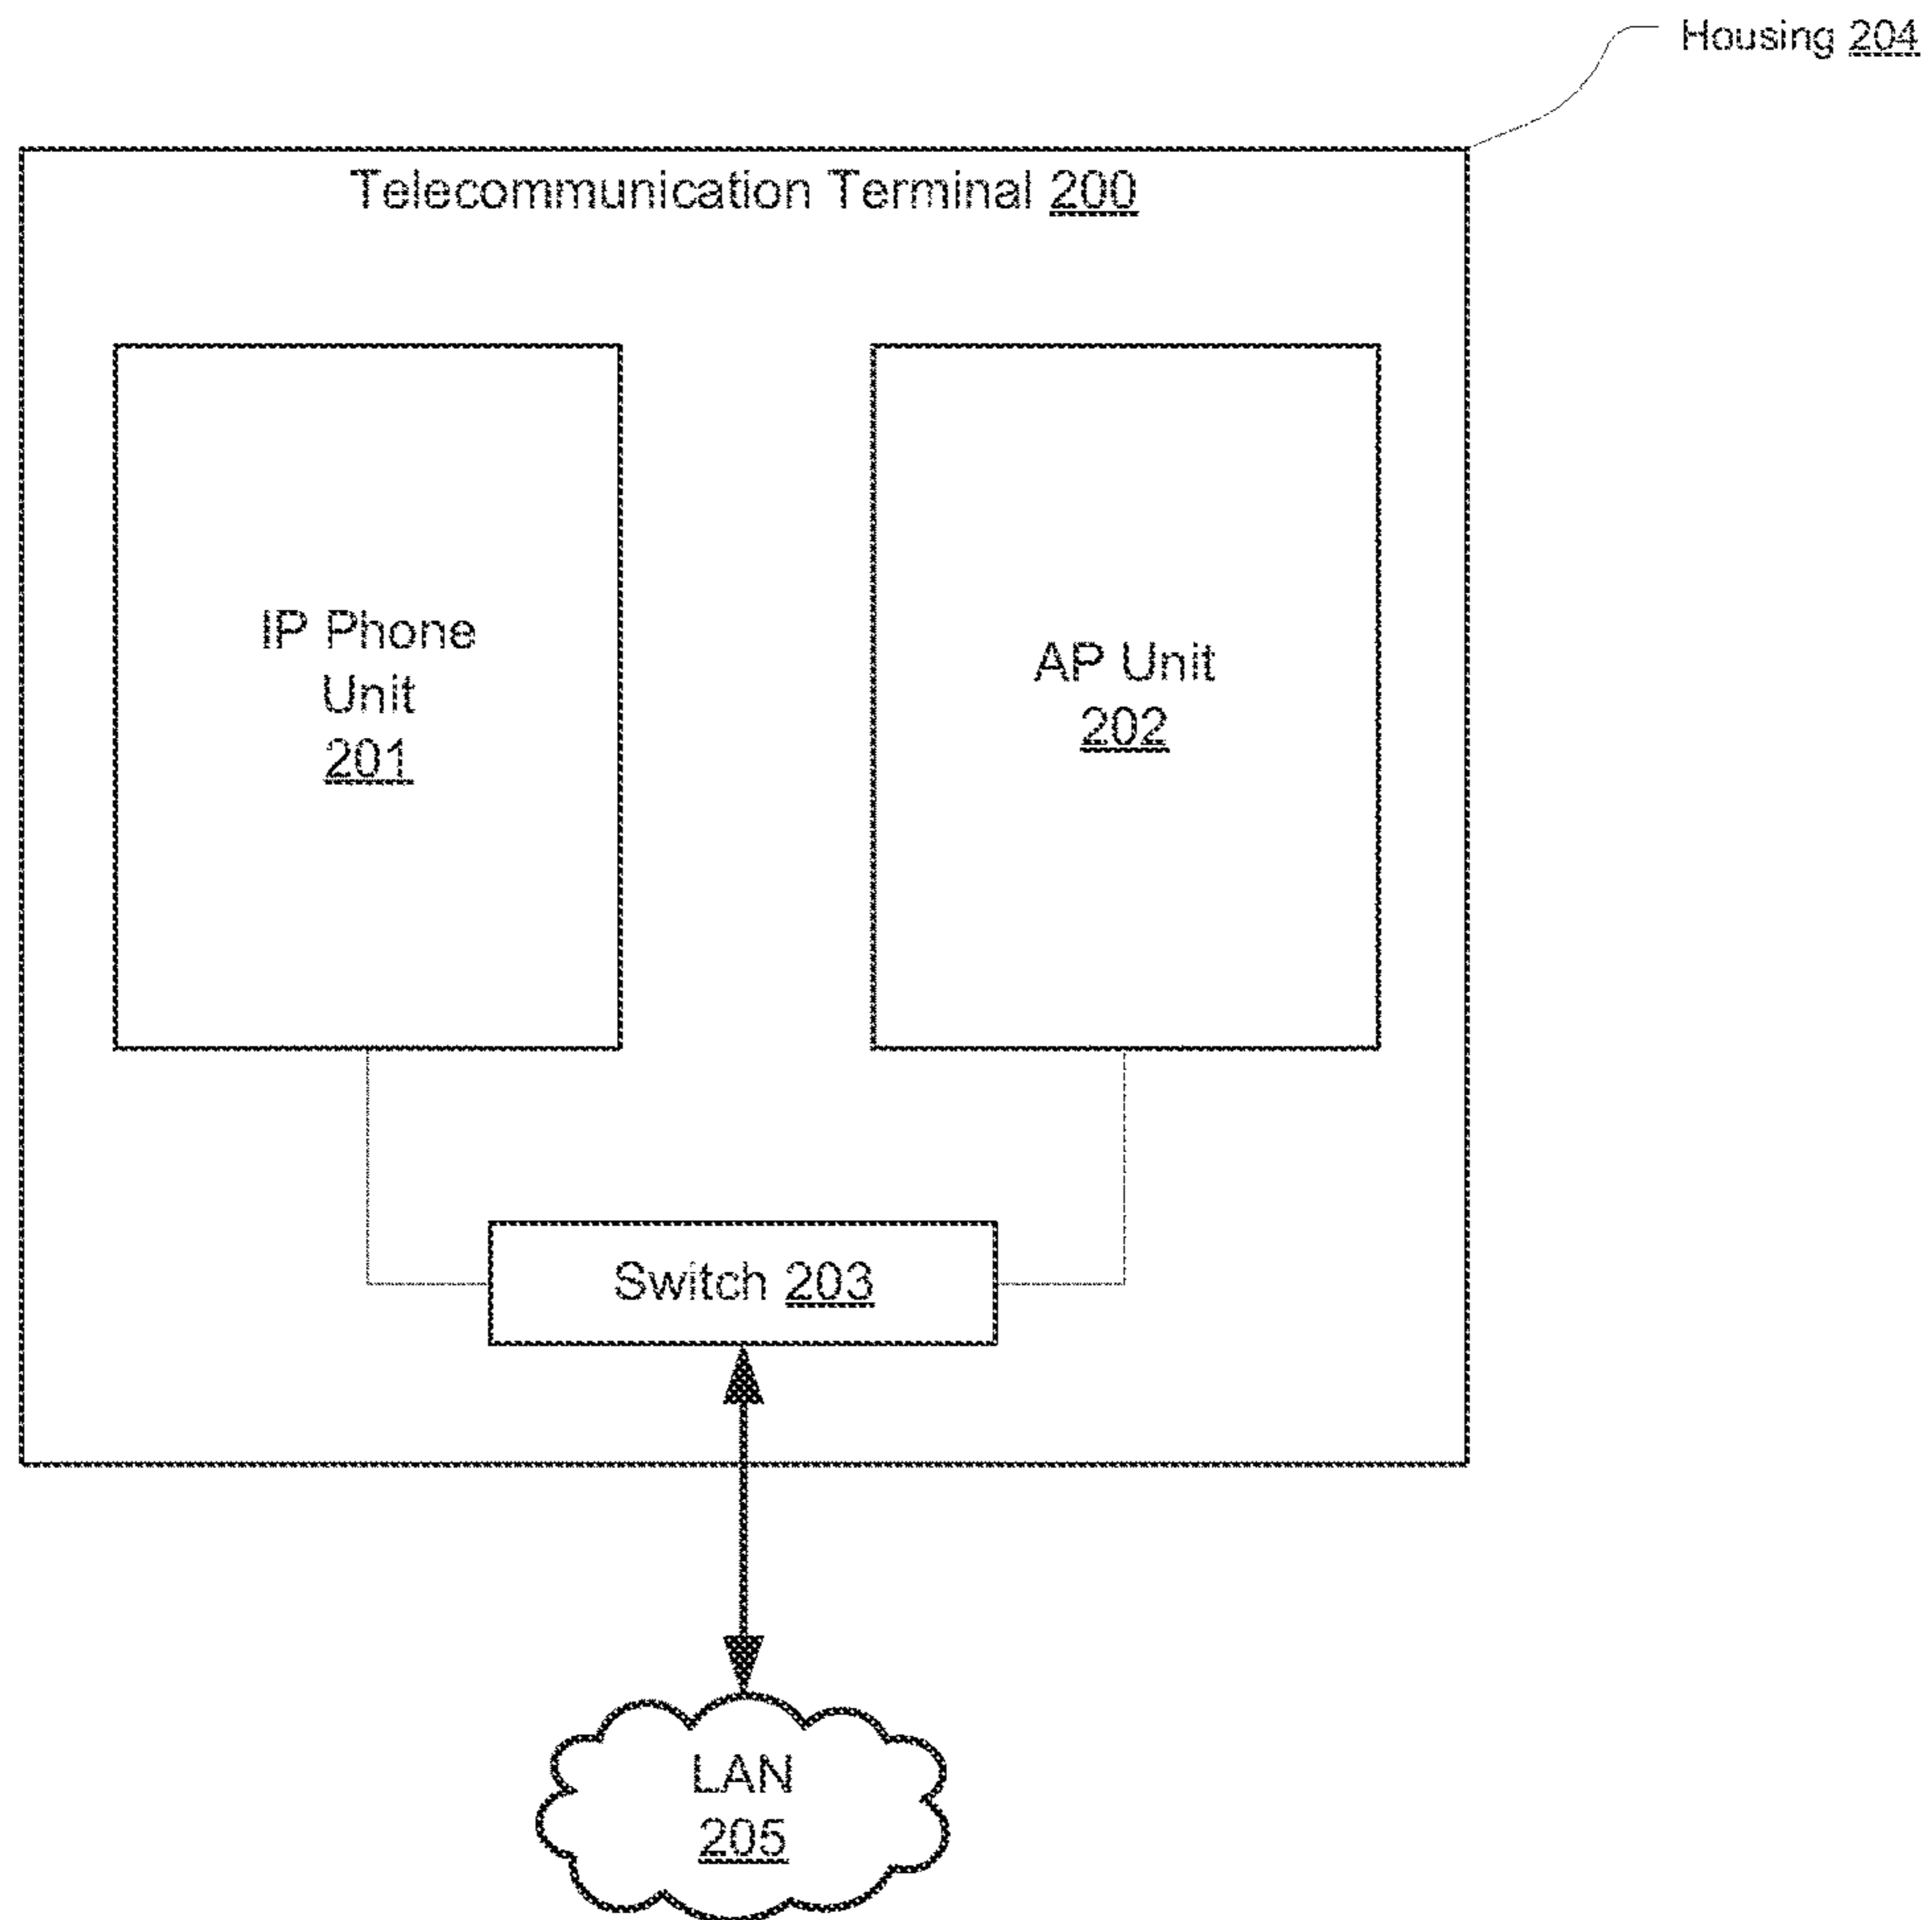 Housing 204
Telecommunication Terminal 200
IP Phone
Unit
201
AP Unit
202
Switch 203
LAN
205